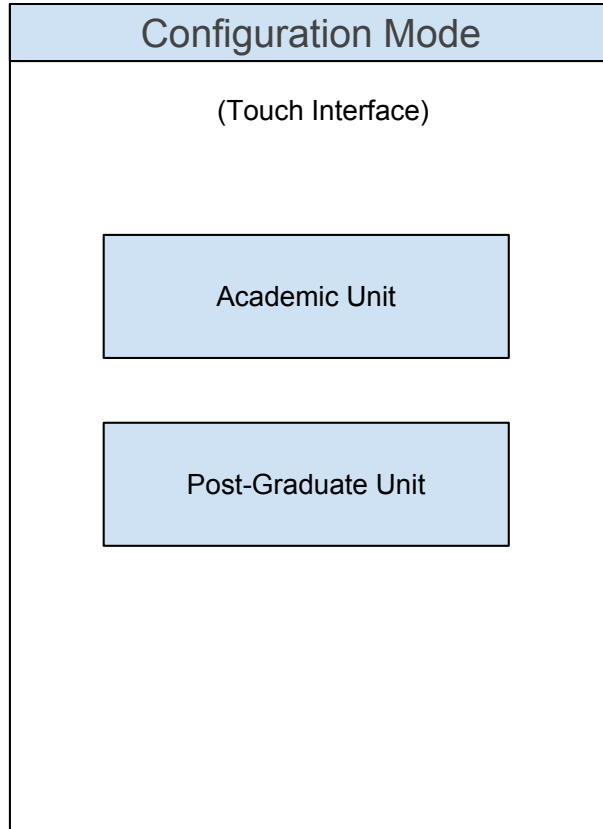 Configuration Mode
(Touch Interface)
Academic Unit
Post-Graduate Unit